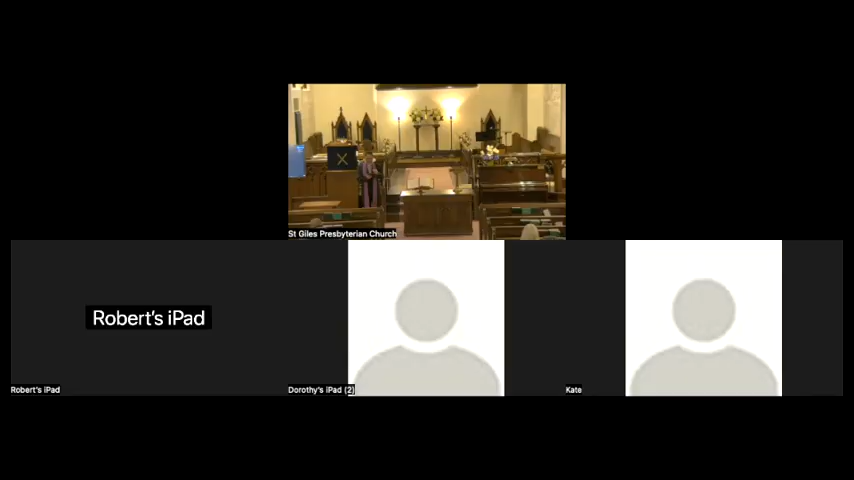 St Giles Presbyterian Church
Robert's iPad
Robert's iPad
Dorothy's iPad (2)
Kate